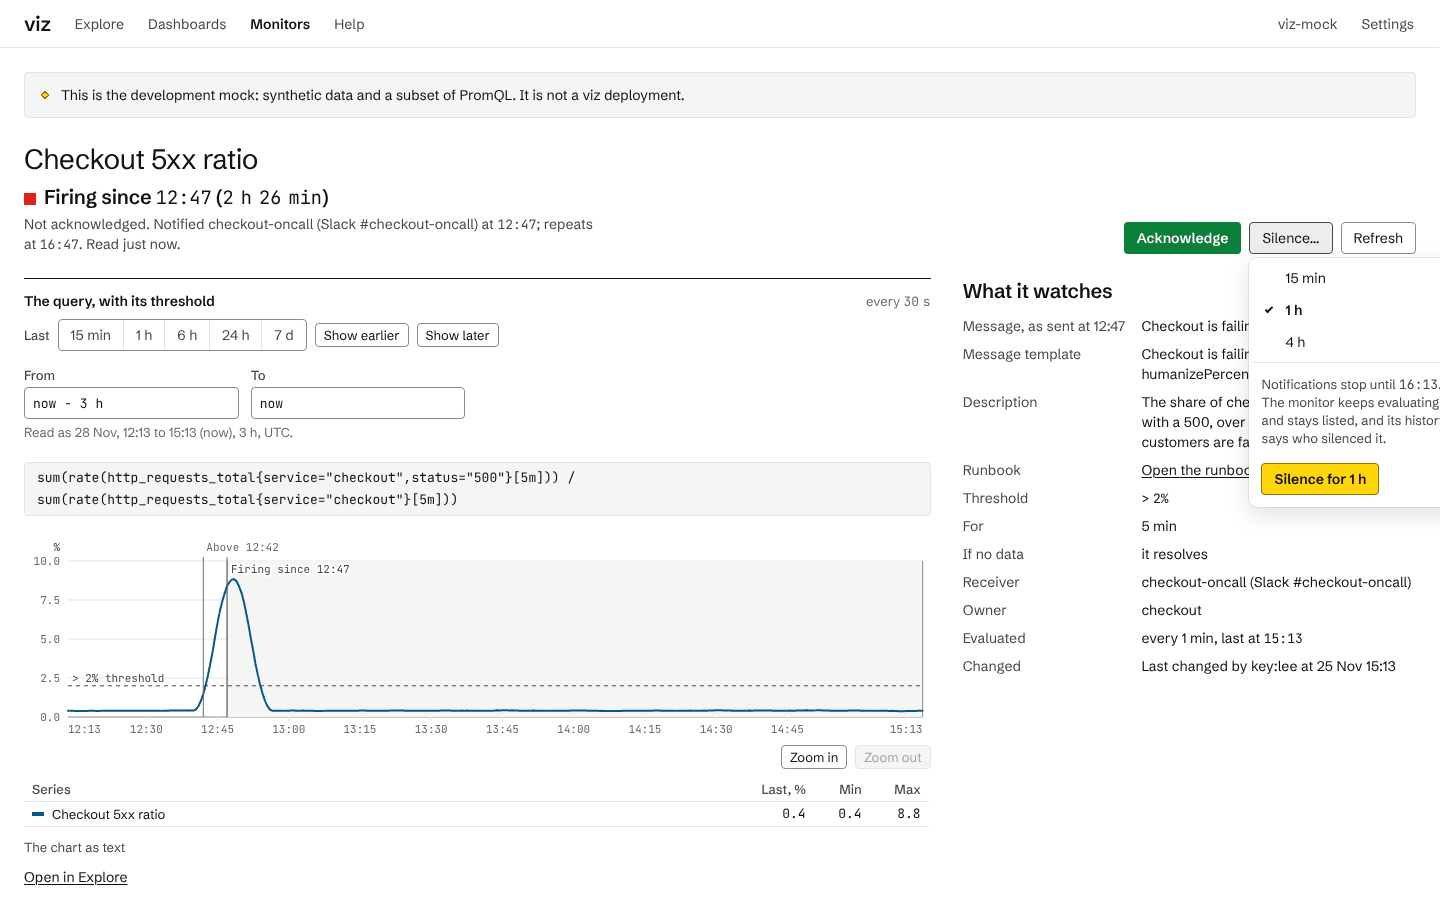 viz Explore Dashboards Monitors Help viz-mock Settings
This is the development mock: synthetic data and a subset of PromQL. It is not a viz deployment.
Checkout 5xx ratio
Firing since 12:47 (2 h 26 min)
Not acknowledged. Notified checkout-oncall (Slack #checkout-oncall) at 12:47; repeats
at 16:47. Read just now.
Acknowledge Silence... Refresh
The query, with its threshold every 30 s
Last 15 min 1 h 6 h 24 h 7 d Show earlier Show later
From To
now - 3 h now
Read as 28 Nov, 12:13 to 15:13 (now), 3 h, UTC.
sum(rate(http_requests_total{service="checkout",status="500"}[5m])) /
sum(rate(http_requests_total{service="checkout"}[5m]))
% Above 12:42
10.0 Firing since 12:47
7.5
5.0
2.5 > 2% threshold
0.0
12:13 12:30 12:45 13:00 13:15 13:30 13:45 14:00 14:15 14:30 14:45 15:13
Zoom in Zoom out
Series Last, % Min Max
Checkout 5xx ratio 0.4 0.4 8.8
The chart as text
Open in Explore
What it watches
Message, as sent at 12:47 Checkout is
Message template Checkout is
Description The share of
with a 500, over
customers are
Runbook Open the
Threshold > 2%
For 5 min
If no data it resolves
Receiver checkout-oncall (Slack #checkout-oncall)
Owner checkout
Evaluated every 1 min, last at 15:13
Changed Last changed by key:lee at 25 Nov 15:13
15 min
1 h
4 h
Notifications stop until 16:13.
The monitor keeps evaluating
and stays listed, and its
says who silenced it.
Silence for 1 h